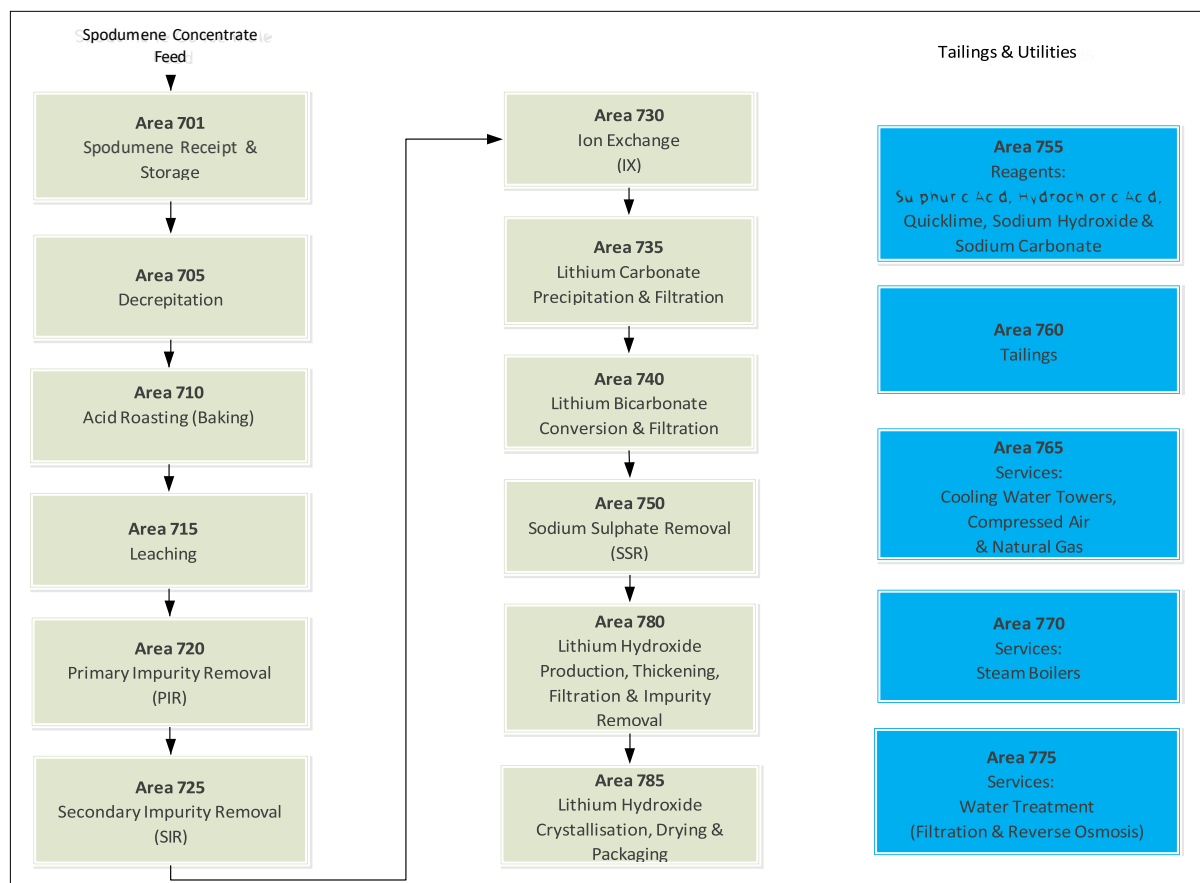 Spodumene Concentrate
Feed
Area 701
Spodumene Receipt &
Storage
Area 705
Decrepitation
Area 710
Acid Roasting (Baking)
Area 715
Leaching
Area 720
Primary Impurity Removal
(PIR)
Area 725
Secondary Impurity Removal
(SIR)
Area 730
Ion Exchange
(IX)
Area 735
Lithium Carbonate
Precipitation & Filtration
Area 740
Lithium Bicarbonate
Conversion & Filtration
Area 750
Sodium Sulphate Removal
(SSR)
Area 780
Lithium Hydroxide
Production, Thickening,
Filtration & Impurity
Removal
Area 785
Lithium Hydroxide
Crystallisation, Drying &
Packaging
Tailings & Utilities
Area 755
Reagents:
Sulphuric Acid, Hydrochloric Acid,
Quicklime, Sodium Hydroxide &
Sodium Carbonate
Area 760
Tailings
Area 765
Services:
Cooling Water Towers,
Compressed Air
& Natural Gas
Area 770
Services:
Steam Boilers
Area 775
Services:
Water Treatment
(Filtration & Reverse Osmosis)